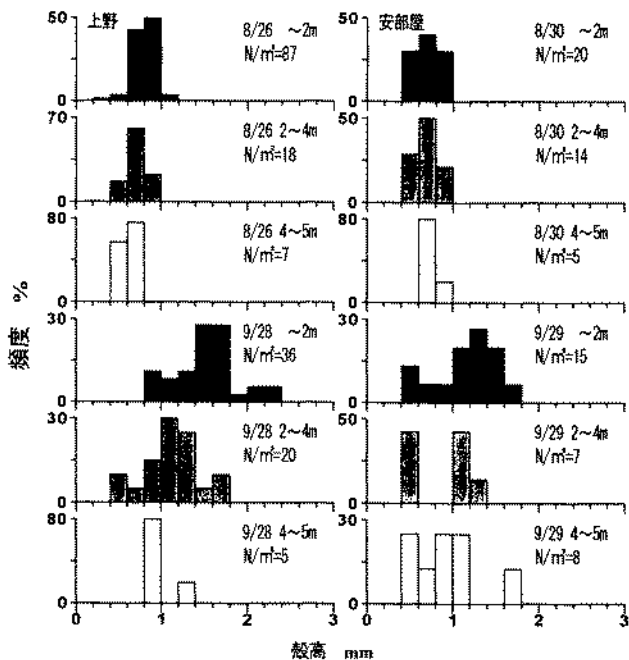 上野
8/26 ～2m
N/m²=87
50
0
8/26 2～4m
N/m²=18
70
0
8/26 4～5m
N/m²=7
80
0
9/28 ～2m
N/m²=36
30
0
9/28 2～4m
N/m²=20
30
0
9/28 4～5m
N/m²=5
80
0
0 1 2 3
安部屋
8/30 ～2m
N/m²=20
50
0
8/30 2～4m
N/m²=14
50
0
8/30 4～5m
N/m²=5
80
0
9/29 ～2m
N/m²=15
30
0
9/29 2～4m
N/m²=7
50
0
9/29 4～5m
N/m²=8
30
0
0 1 2 3
頻度 %
殻高 mm